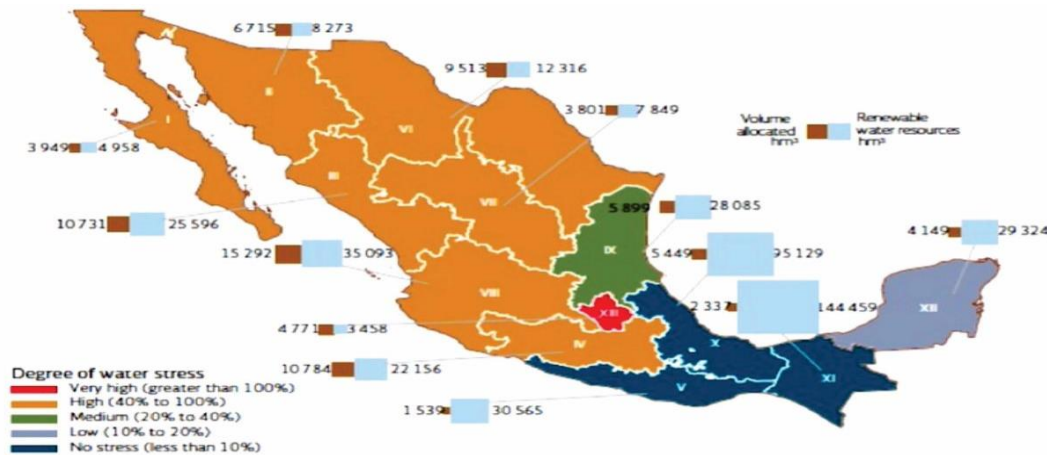 6 715 8 273
9 513 12 316
3 801 7 849
Volume allocated hm³
Renewable water resources hm³
II
I
VI
3 949 4 958
III
VII
5 899 28 085
10 731 25 596
4 149 29 324
IX
5 449 95 129
15 292 35 093
2 337 144 459
VIII
XIII
XII
4 771 3 458
IV
X
10 784 22 156
V
XI
1 539 30 565
Degree of water stress
Very high (greater than 100%)
High (40% to 100%)
Medium (20% to 40%)
Low (10% to 20%)
No stress (less than 10%)